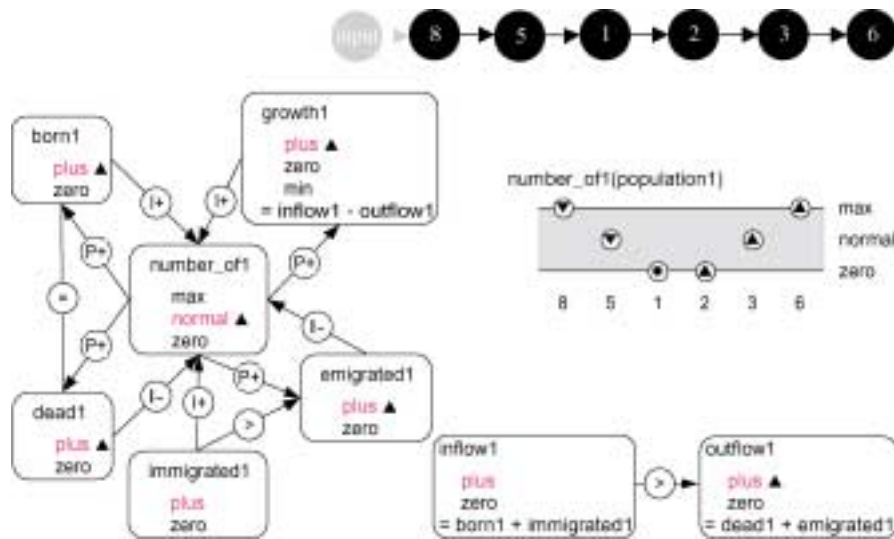 input 8 5 1 2 3 6
born1
plus
zero
growth1
plus
zero
min
= inflow1 - outflow1
I+
I+
P+
P+
=
number_of1
max
normal
zero
P+
I-
dead1
plus
zero
I-
I+
P+
>
emigrated1
plus
zero
immigrated1
plus
zero
number_of1(population1)
max
normal
zero
8 5 1 2 3 6
inflow1
plus
zero
= born1 + immigrated1
>
outflow1
plus
zero
= dead1 + emigrated1